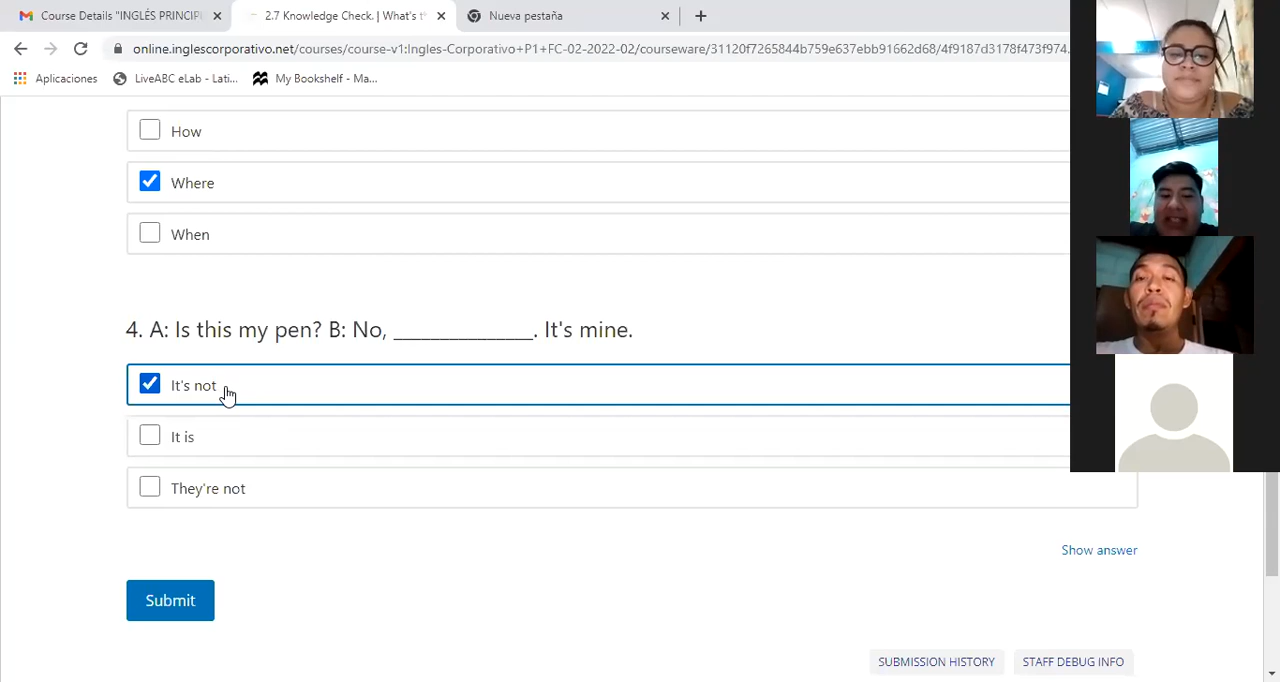 Course Details "INGLÉS PRINCIPI
2.7 Knowledge Check. | What's t
Nueva pestaña
online.inglescorporativo.net/courses/course-v1:Ingles-Corporativo+P1+FC-02-2022-02/courseware/31120f7265844b759e637ebb91662d68/4f9187d3178f473f974.
Aplicaciones
LiveABC eLab - Lati...
My Bookshelf - Ma...
How
Where
When
4. A: Is this my pen? B: No, ______________. It's mine.
It's not
It is
They're not
Show answer
Submit
SUBMISSION HISTORY
STAFF DEBUG INFO